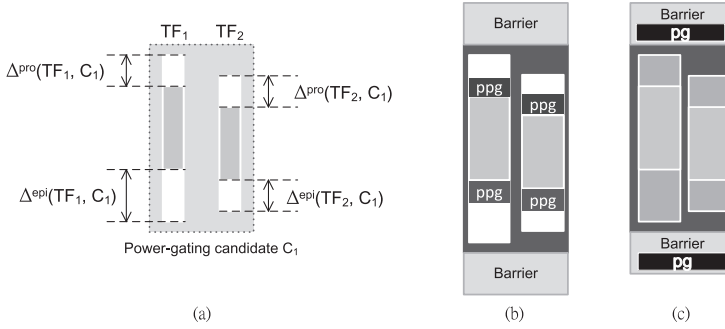 TF1 TF2
Δpro(TF1, C1)
Δpro(TF2, C1)
Δepi(TF1, C1)
Δepi(TF2, C1)
Power-gating candidate C1
(a)
Barrier
ppg
ppg
ppg
ppg
Barrier
(b)
Barrier
pg
Barrier
pg
(c)